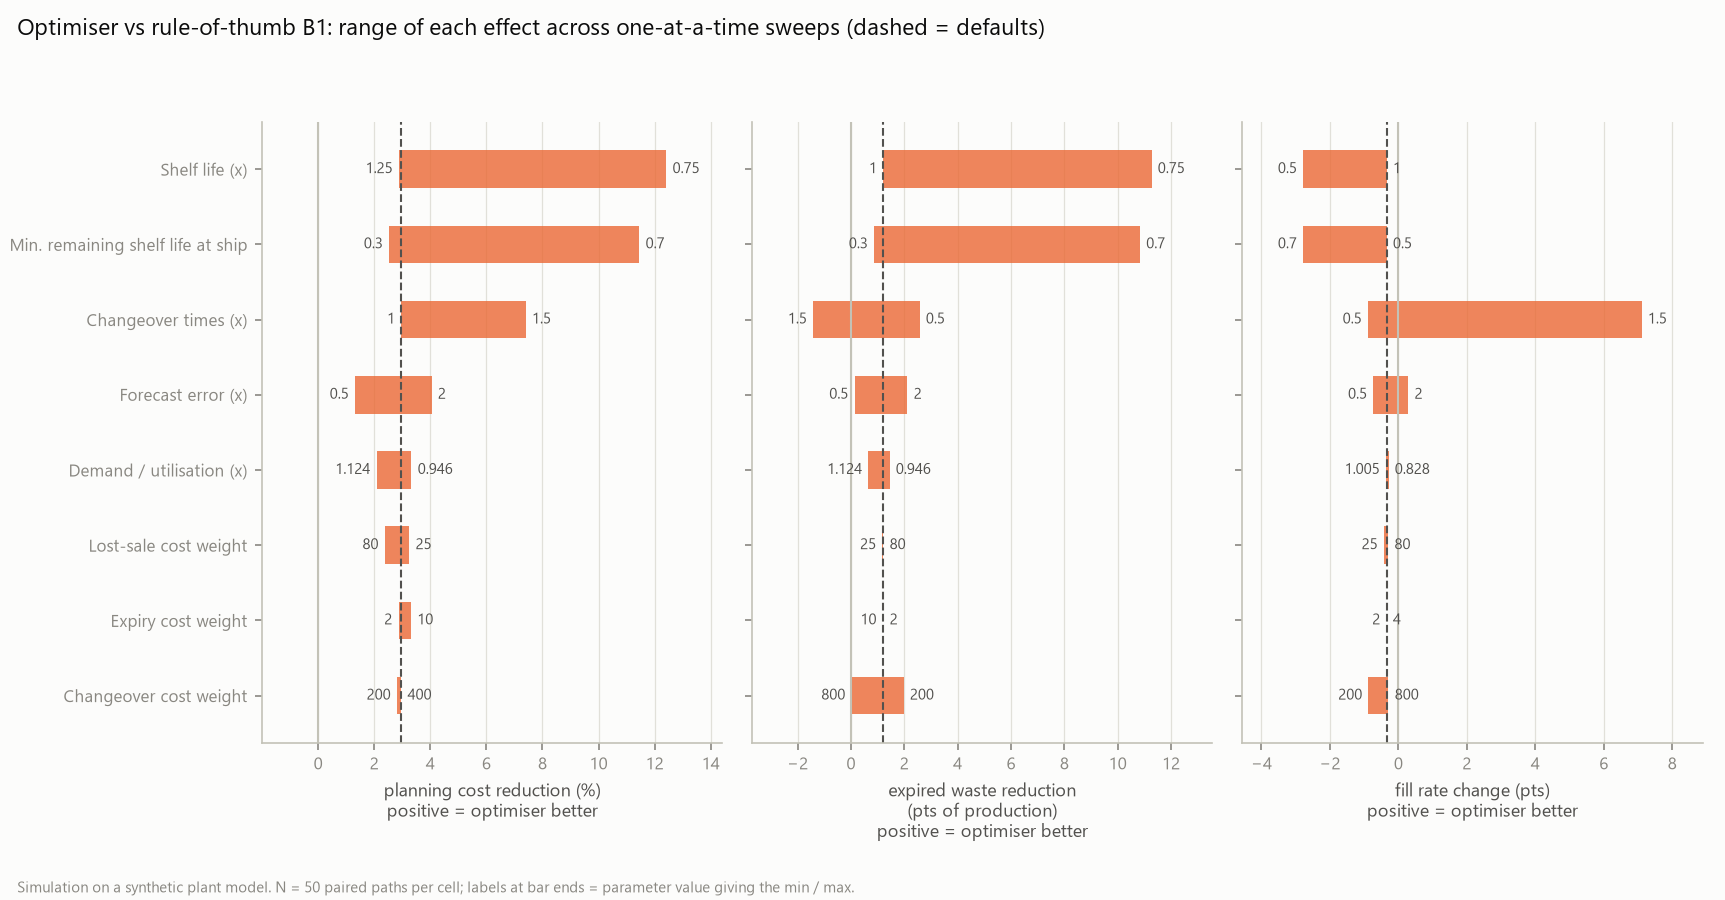 Optimiser vs rule-of-thumb B1: range of each effect across one-at-a-time sweeps (dashed = defaults)
Shelf life (x)
Min. remaining shelf life at ship
Changeover times (x)
Forecast error (x)
Demand / utilisation (x)
Lost-sale cost weight
Expiry cost weight
Changeover cost weight
1.25 0.75
0.3 0.7
1 1.5
0.5 2
1.124 0.946
80 25
2 10
200 400
0 2 4 6 8 10 12 14
planning cost reduction (%)
positive = optimiser better
1 0.75
0.3 0.7
1.5 0.5
0.5 2
1.124 0.946
25 80
10 2
800 200
−2 0 2 4 6 8 10 12
expired waste reduction
(pts of production)
positive = optimiser better
0.5 1
0.7 0.5
0.5 1.5
0.5 2
1.005 0.828
25 80
2 4
200 800
−4 −2 0 2 4 6 8
fill rate change (pts)
positive = optimiser better
Simulation on a synthetic plant model. N = 50 paired paths per cell; labels at bar ends = parameter value giving the min / max.